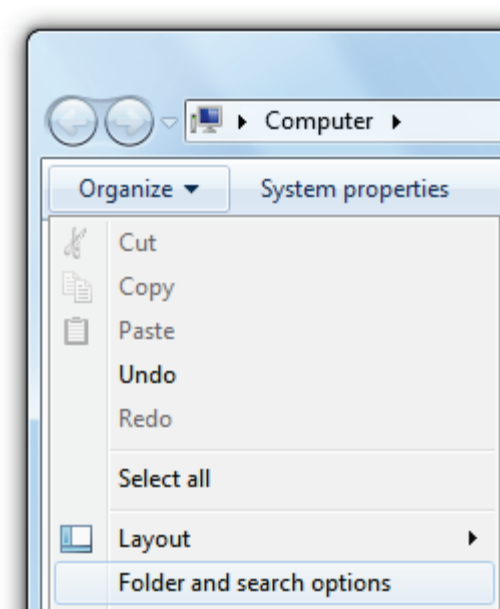 Computer
Organize System properties
Cut
Copy
Paste
Undo
Redo
Select all
Layout
Folder and search options